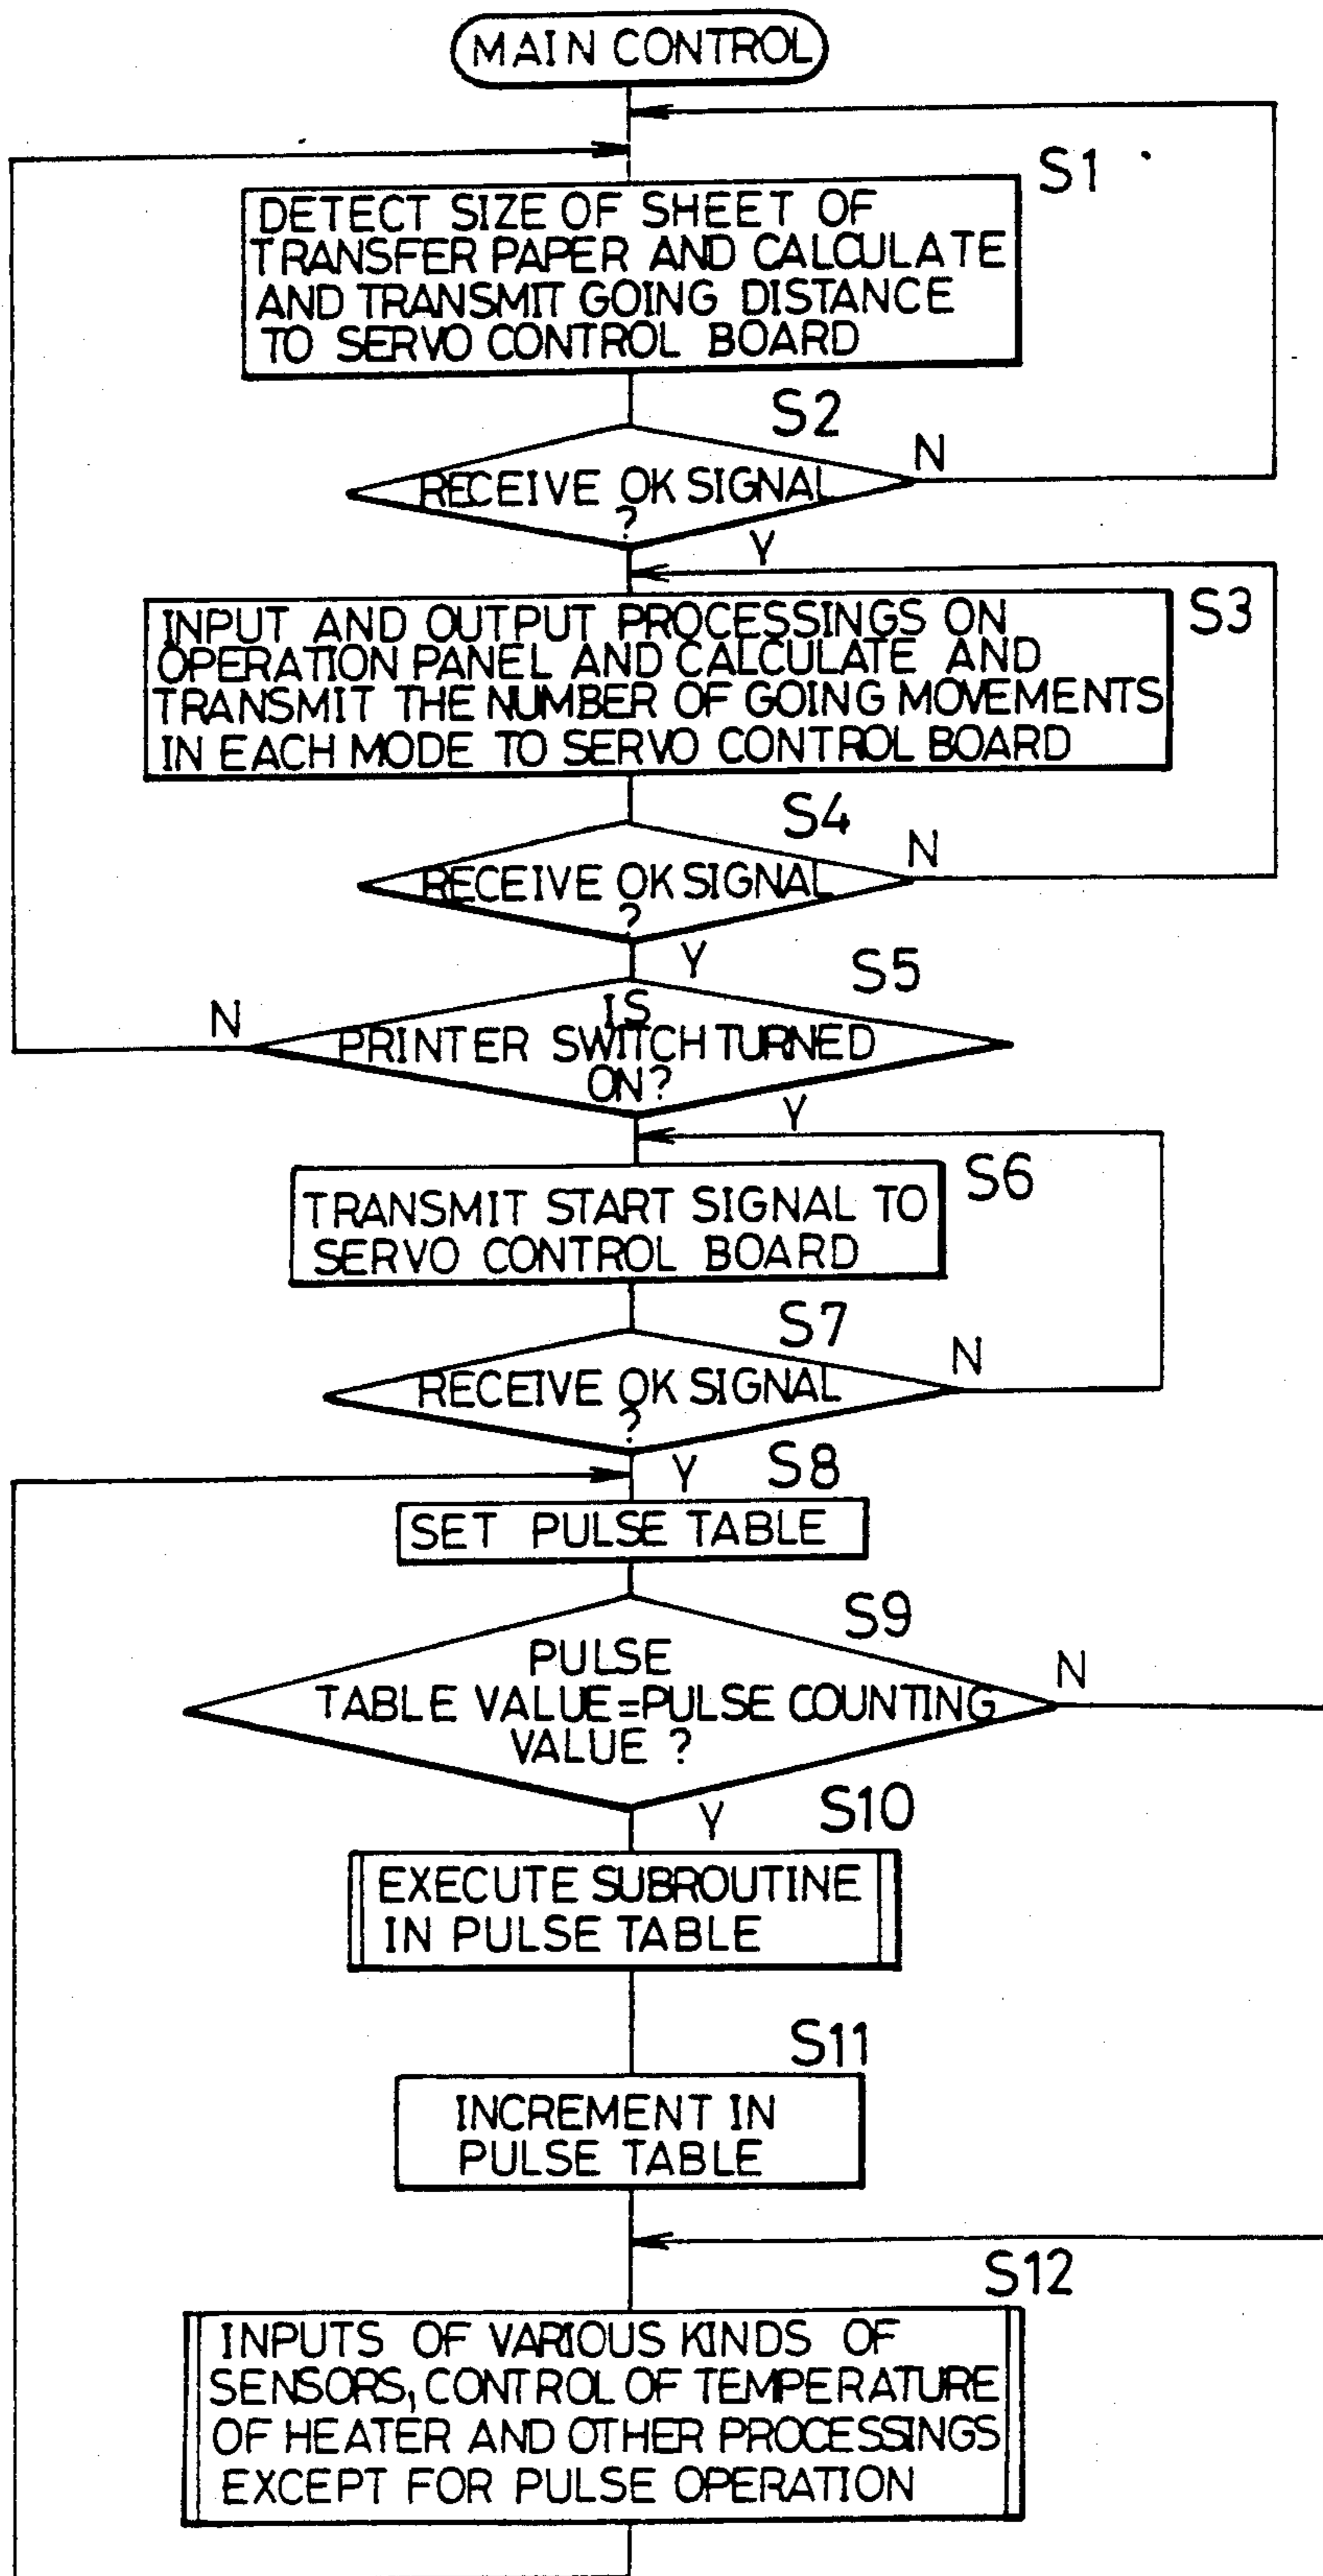 MAIN CONTROL
S1
DETECT SIZE OF SHEET OF
TRANSFER PAPER AND CALCULATE
AND TRANSMIT GOING DISTANCE
TO SERVO CONTROL BOARD
S2
N
RECEIVE OK SIGNAL
?
Y
S3
INPUT AND OUTPUT PROCESSINGS ON
OPERATION PANEL AND CALCULATE AND
TRANSMIT THE NUMBER OF GOING MOVEMENTS
IN EACH MODE TO SERVO CONTROL BOARD
S4
N
RECEIVE OK SIGNAL
?
Y
S5
N
IS
PRINTER SWITCH TURNED
ON?
Y
S6
TRANSMIT START SIGNAL TO
SERVO CONTROL BOARD
S7
N
RECEIVE OK SIGNAL
?
Y
S8
SET PULSE TABLE
S9
N
PULSE
TABLE VALUE=PULSE COUNTING
VALUE ?
Y
S10
EXECUTE SUBROUTINE
IN PULSE TABLE
S11
INCREMENT IN
PULSE TABLE
S12
INPUTS OF VARIOUS KINDS OF
SENSORS, CONTROL OF TEMPERATURE
OF HEATER AND OTHER PROCESSINGS
EXCEPT FOR PULSE OPERATION